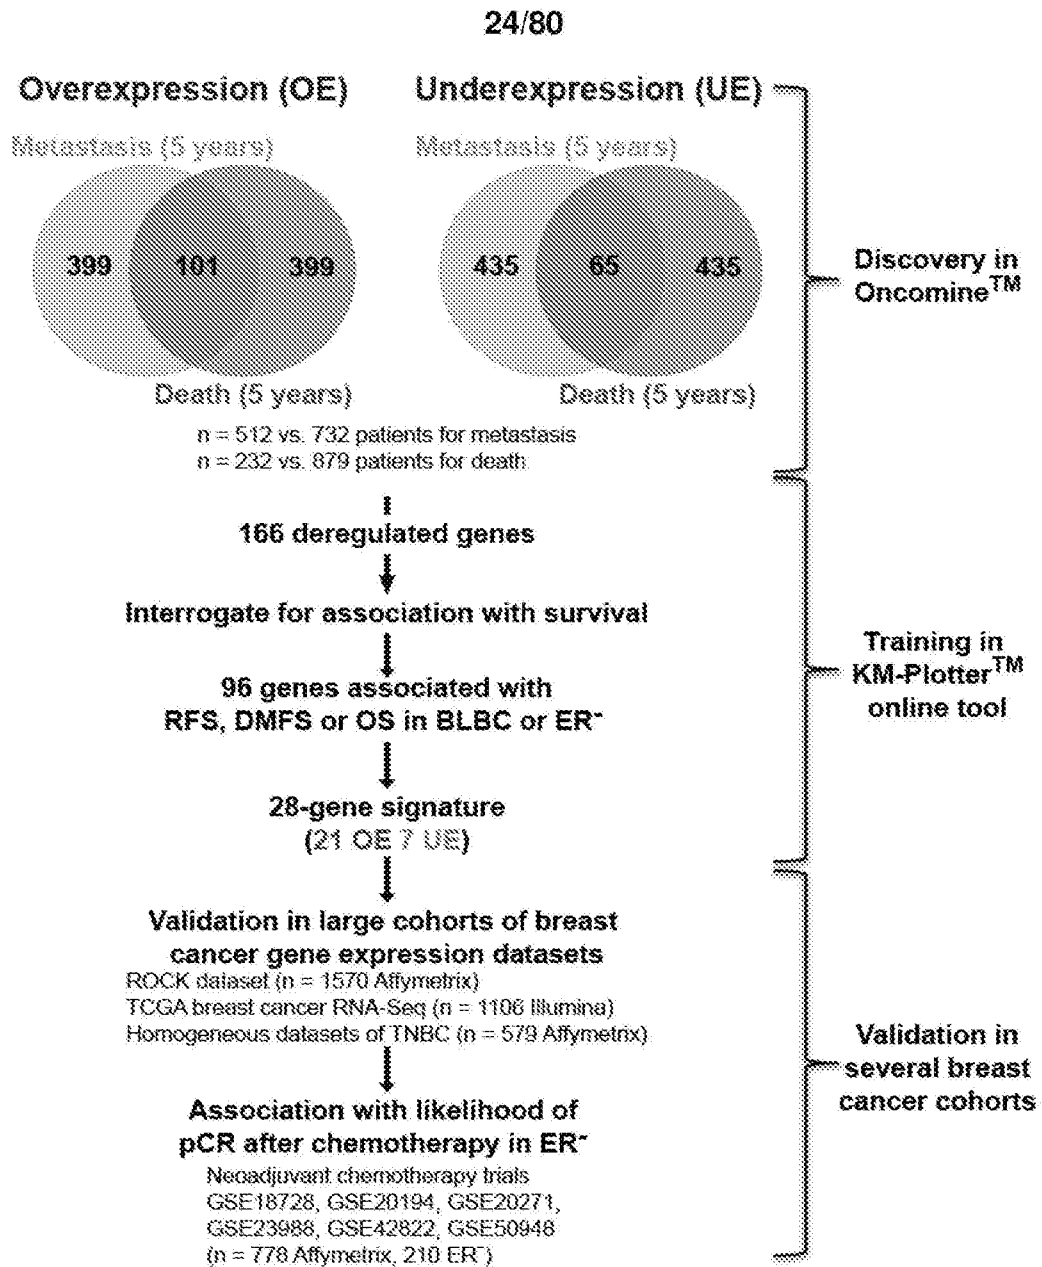 24/80
Overexpression (OE)
Underexpression (UE)
Metastasis (5 years)
Metastasis (5 years)
399
101
399
435
65
435
Discovery in
Oncomine™
Death (5 years)
Death (5 years)
n = 512 vs. 732 patients for metastasis
n = 232 vs. 879 patients for death
166 deregulated genes
Interrogate for association with survival
96 genes associated with
RFS, DMFS or OS in BLBC or ER⁻
Training in
KM-Plotter™
online tool
28-gene signature
(21 OE 7 UE)
Validation in large cohorts of breast
cancer gene expression datasets
ROCK dataset (n = 1570 Affymetrix)
TCGA breast cancer RNA-Seq (n = 1106 Illumina)
Homogeneous datasets of TNBC (n = 579 Affymetrix)
Validation in
several breast
cancer cohorts
Association with likelihood of
pCR after chemotherapy in ER⁻
Neoadjuvant chemotherapy trials
GSE18728, GSE20194, GSE20271,
GSE23988, GSE42822, GSE50948
(n = 778 Affymetrix, 210 ER⁻)